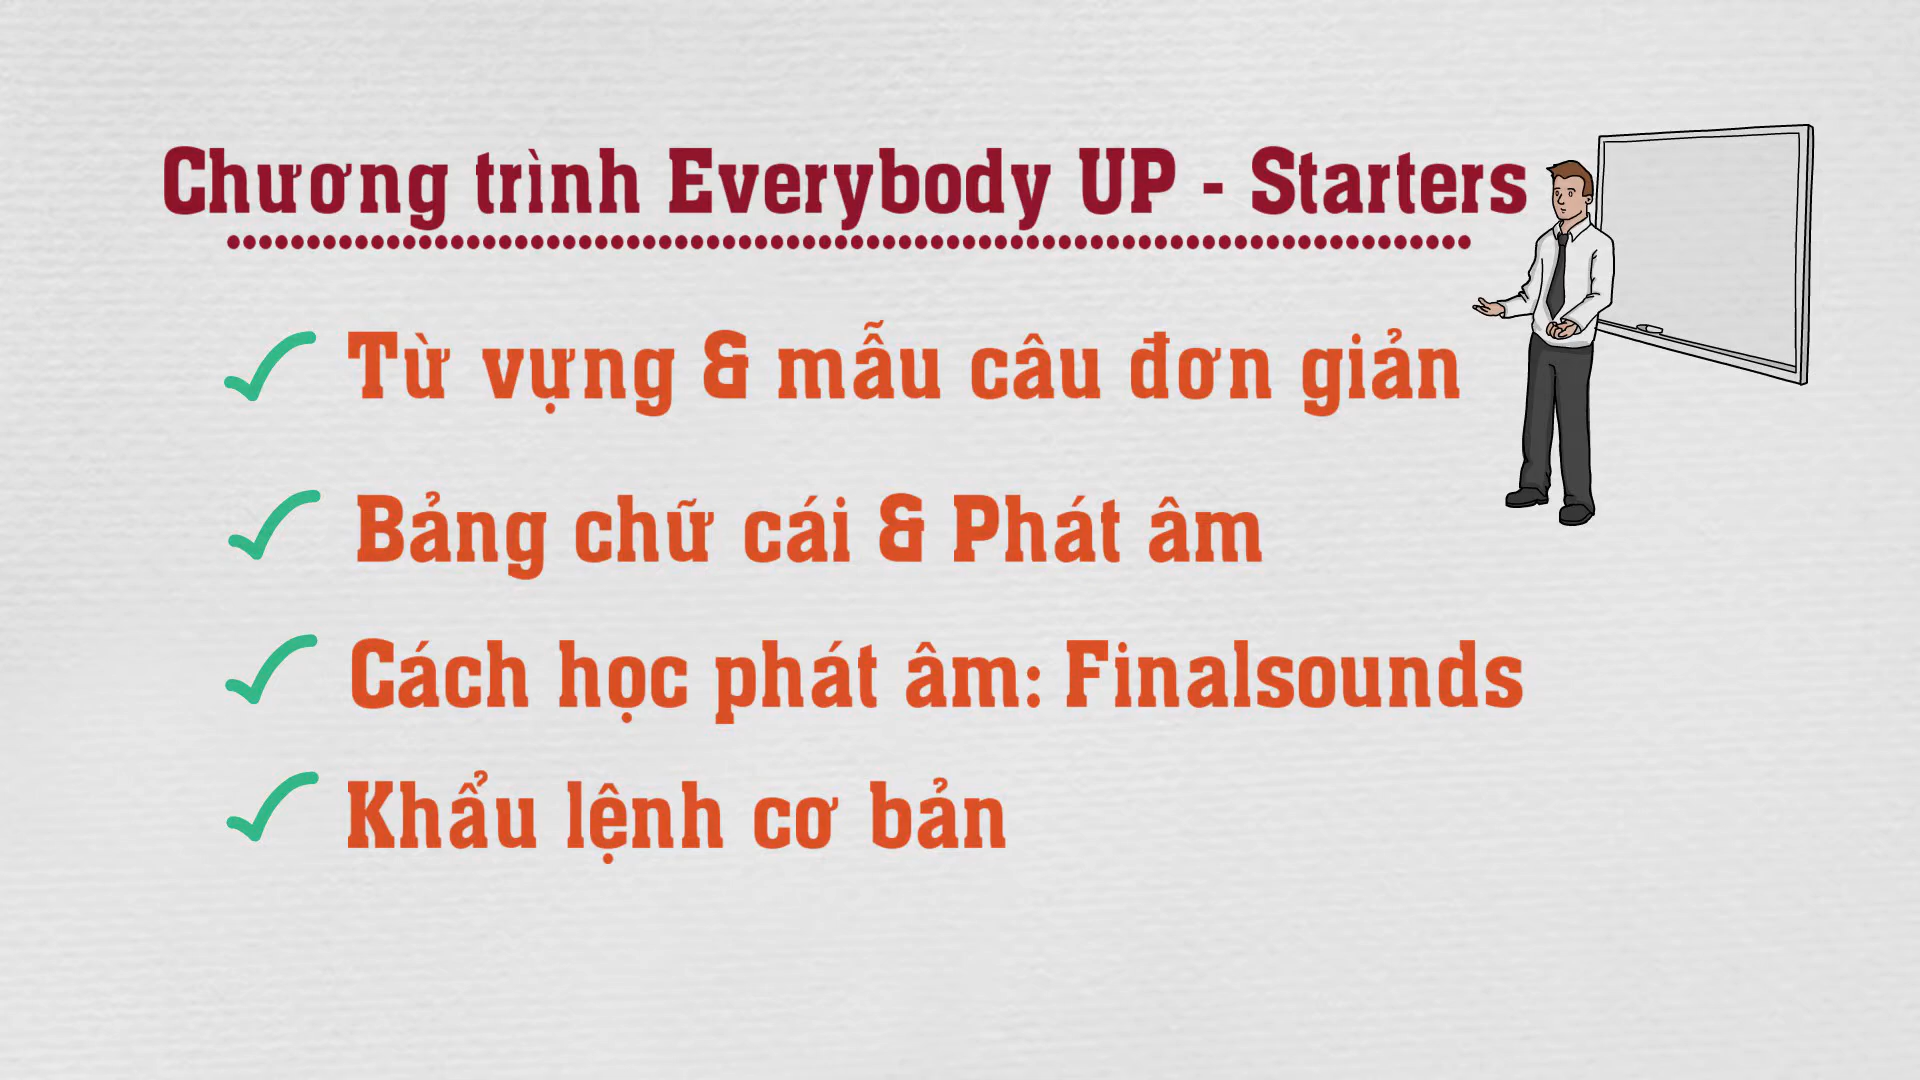 Chương trình Everybody UP - Starters
Từ vựng & mẫu câu đơn giản
Bảng chữ cái & Phát âm
Cách học phát âm: Finalsounds
Khẩu lệnh cơ bản